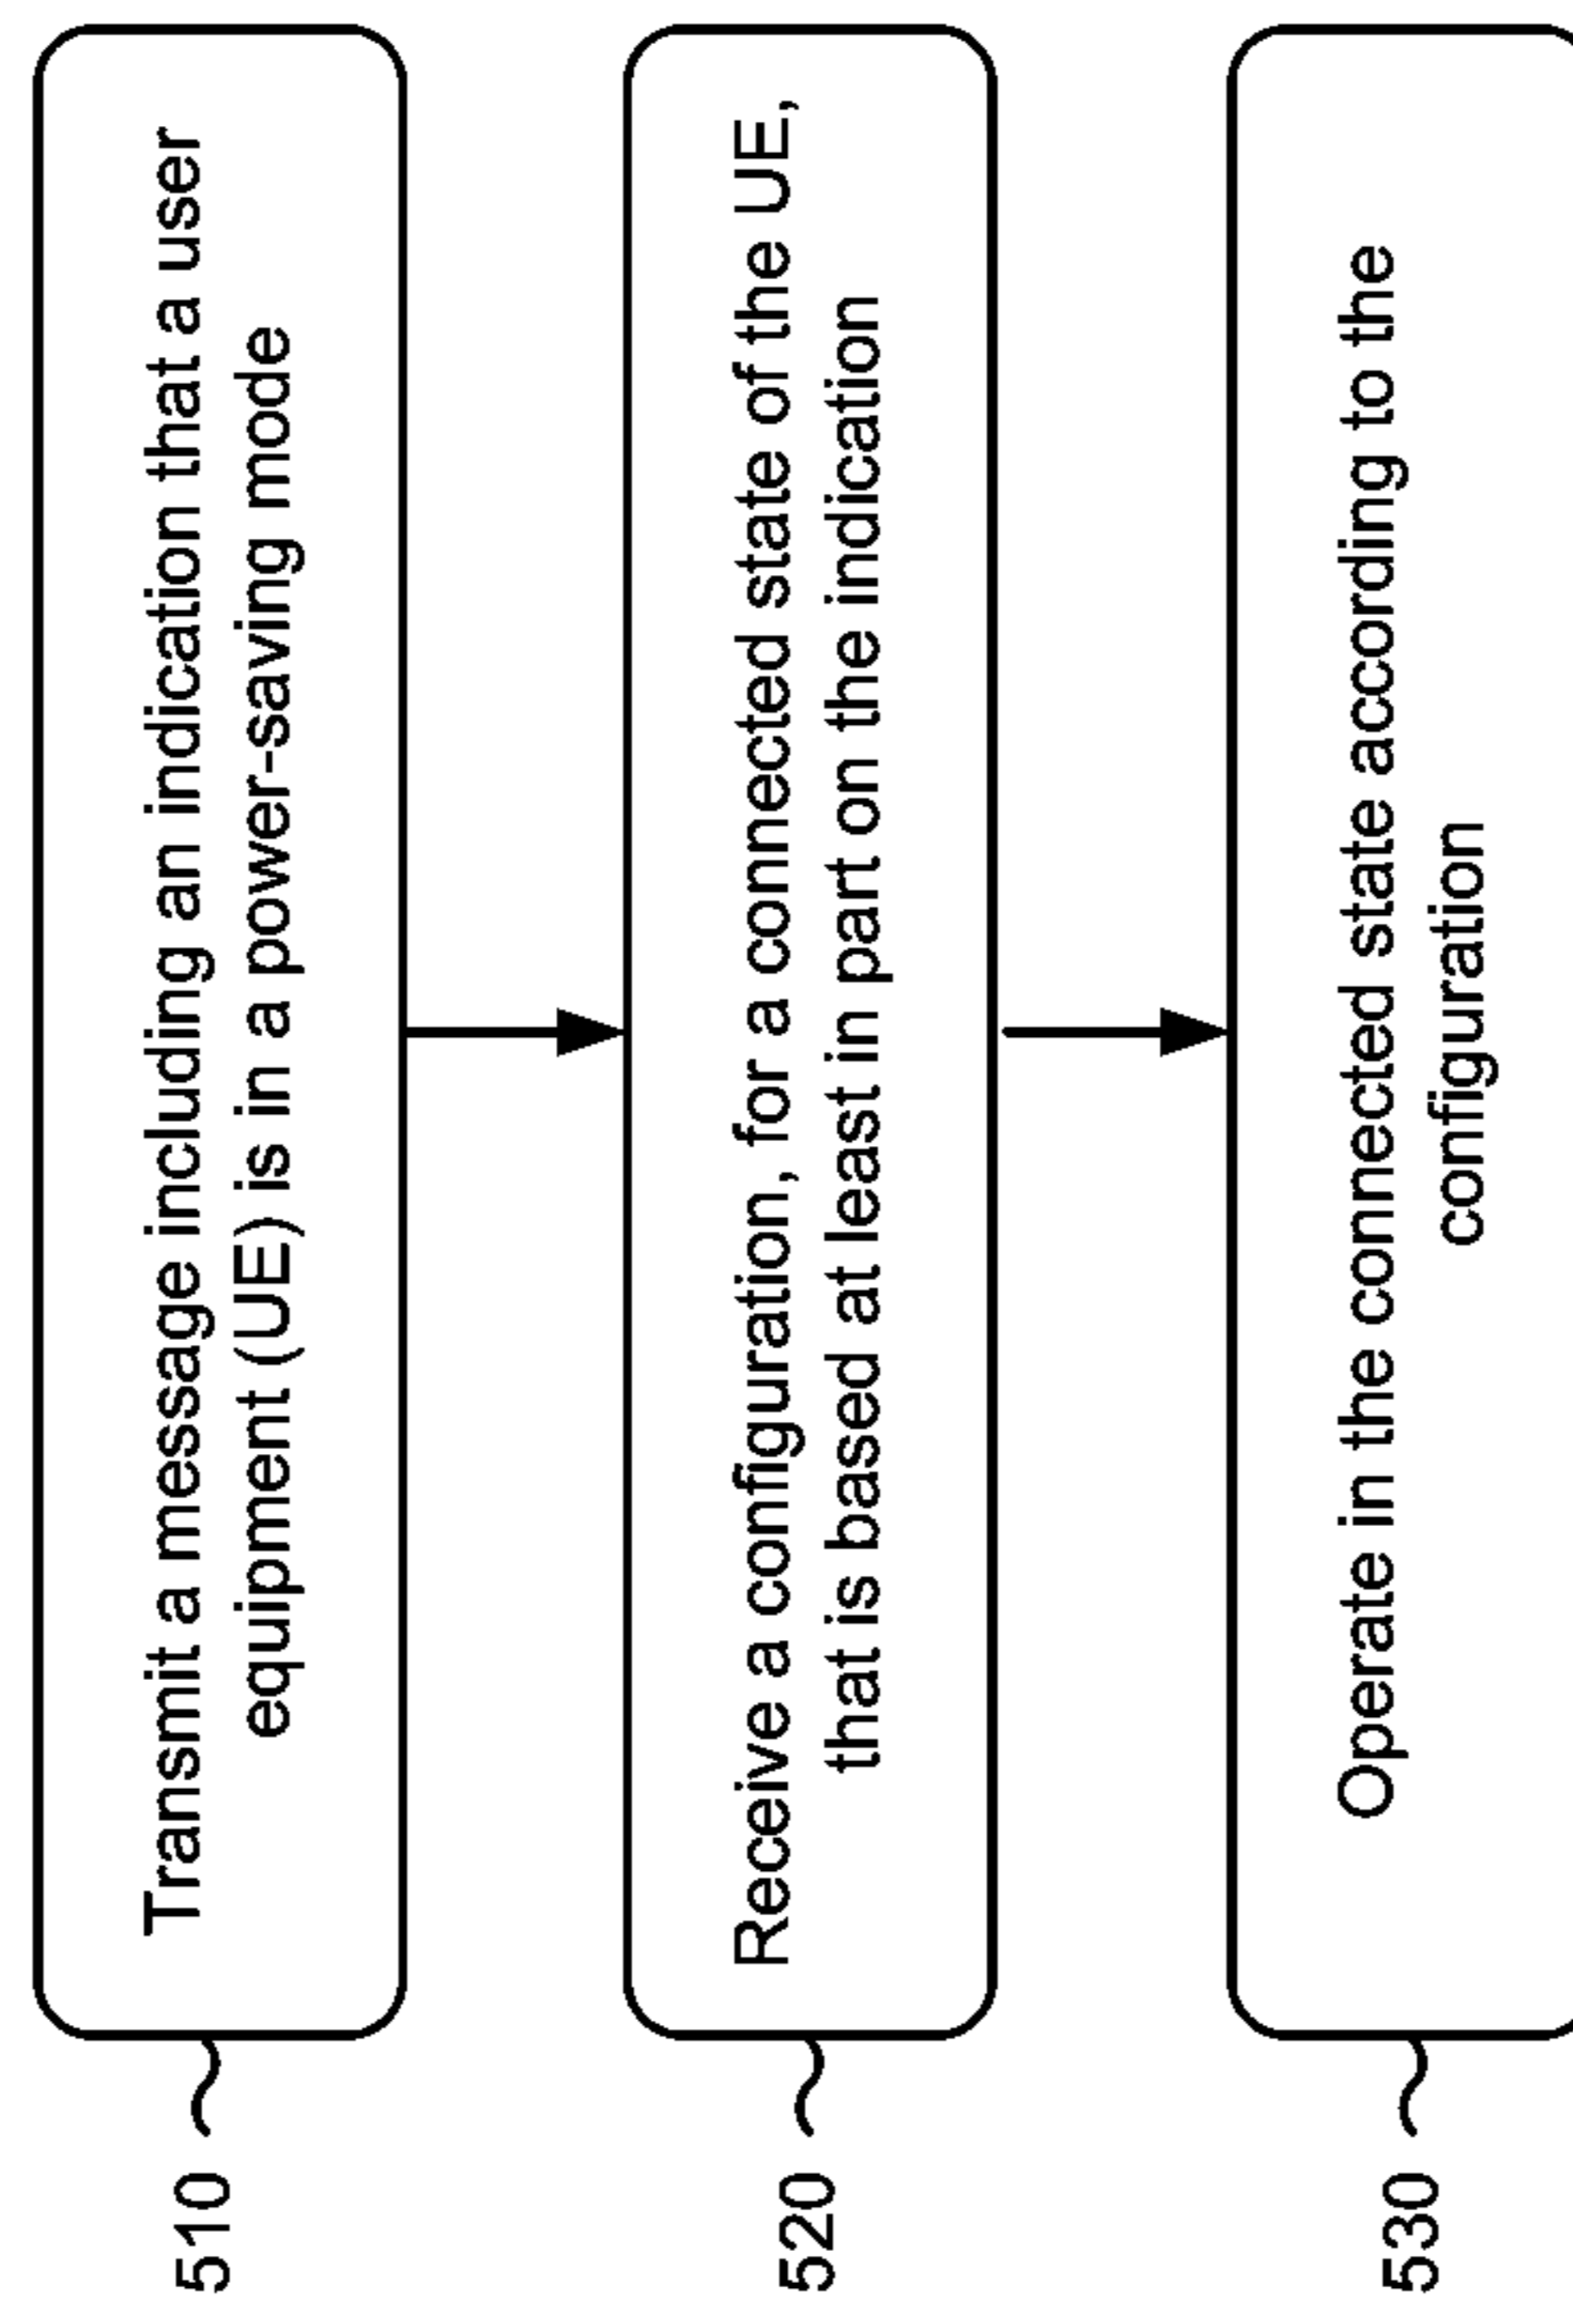 510
Transmit a message including an indication that a user
equipment (UE) is in a power-saving mode
520
Receive a configuration, for a connected state of the UE,
that is based at least in part on the indication
530
Operate in the connected state according to the
configuration